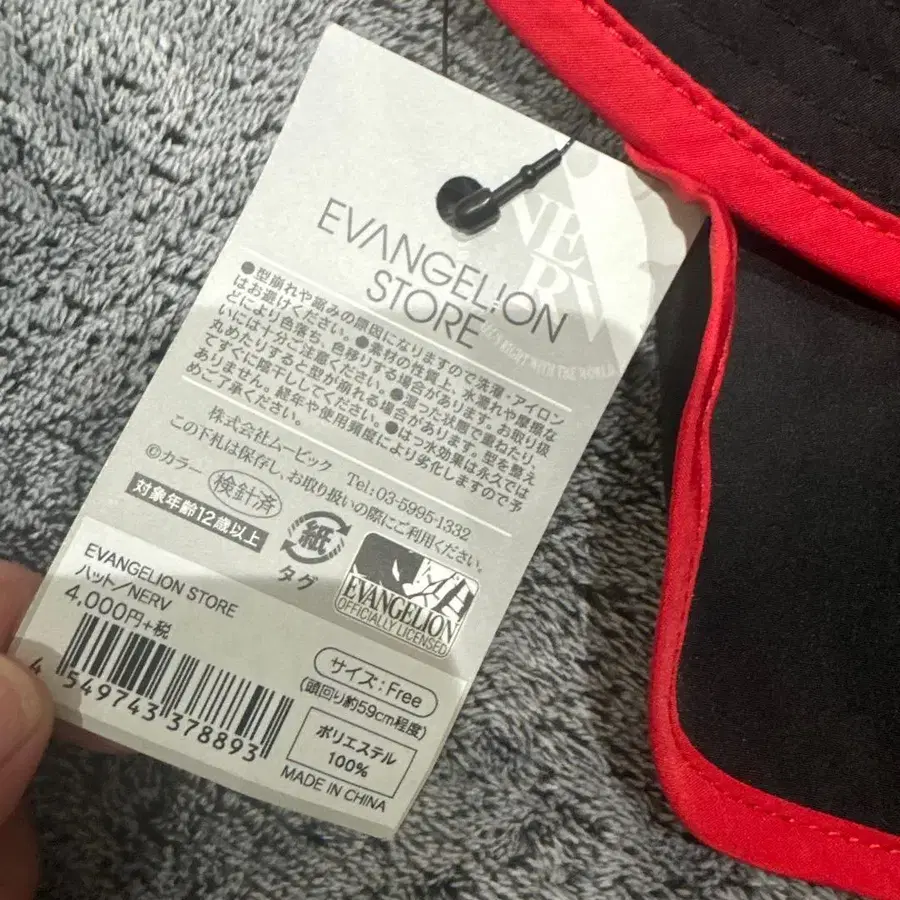 EVANGELION
STORE
NERV
'S RIGHT WITH THE WORLD
●型崩れや歪みの原因になりますので洗濯・アイロン
はお避けください。●素材の性質上、水濡れや摩擦な
どにより色落ち、色移りする場合があります。お取り扱
いには十分ご注意ください。●湿った状態で重ねたり、
丸めたりすると型が崩れる場合があります。型を整え
てすぐに陰干ししてください。●はっ水効果は永久では
ありません。経年や使用頻度により劣化しますので予
めご了承ください。
株式会社ムービック Tel:03-5995-1332
この下札は保存し、お取り扱いの際にご利用ください。
©カラー 検針済
対象年齢12歳以上
紙
タグ
EVANGELION
OFFICIALLY LICENSED
EVANGELION STORE
ハット/NERV
4,000円+税
4 549743 378893
サイズ:Free
(頭回り約59cm程度)
ポリエステル
100%
MADE IN CHINA